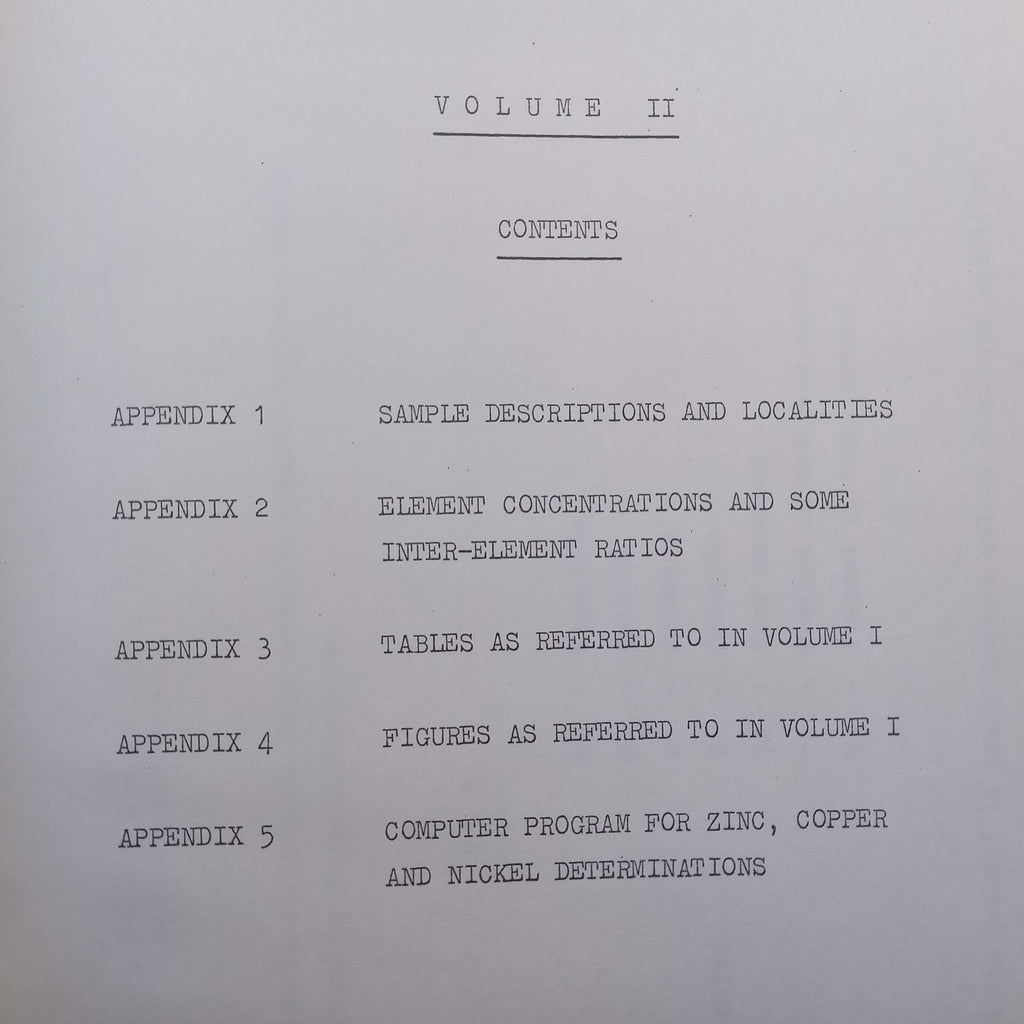 VOLUME II
CONTENTS
APPENDIX 1 SAMPLE DESCRIPTIONS AND LOCALITIES
APPENDIX 2 ELEMENT CONCENTRATIONS AND SOME
INTER-ELEMENT RATIOS
APPENDIX 3 TABLES AS REFERRED TO IN VOLUME I
APPENDIX 4 FIGURES AS REFERRED TO IN VOLUME I
APPENDIX 5 COMPUTER PROGRAM FOR ZINC, COPPER
AND NICKEL DETERMINATIONS